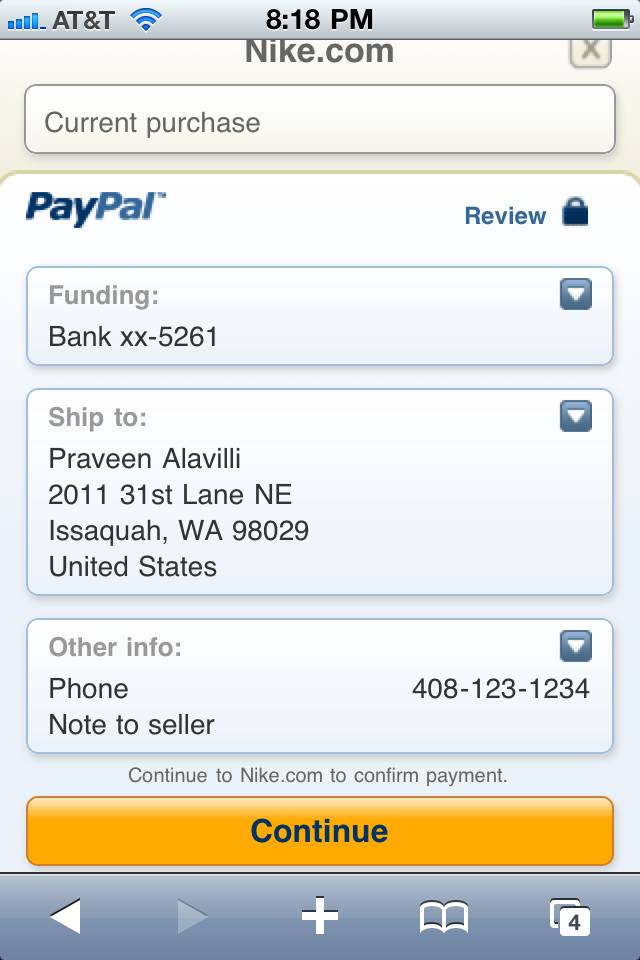 AT&T 8:18 PM
Nike.com X
Current purchase
PayPal™ Review
Funding:
Bank xx-5261
Ship to:
Praveen Alavilli
2011 31st Lane NE
Issaquah, WA 98029
United States
Other info:
Phone 408-123-1234
Note to seller
Continue to Nike.com to confirm payment.
Continue
4